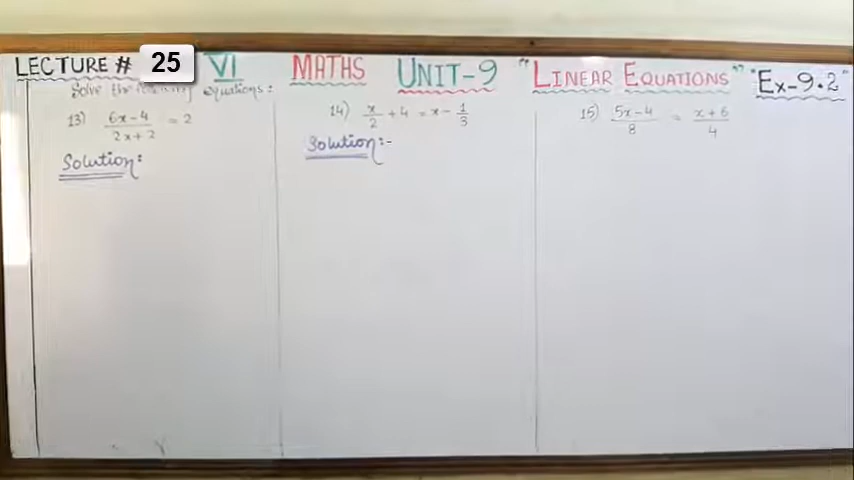 LECTURE # 25 VI MATHS UNIT-9 "LINEAR EQUATIONS" "Ex-9.2"
Solve the following equations:
13) 6x-4/2x+2 = 2
Solution:
14) x/2 + 4 = x - 1/3
Solution:-
15) 5x-4/8 = x+6/4